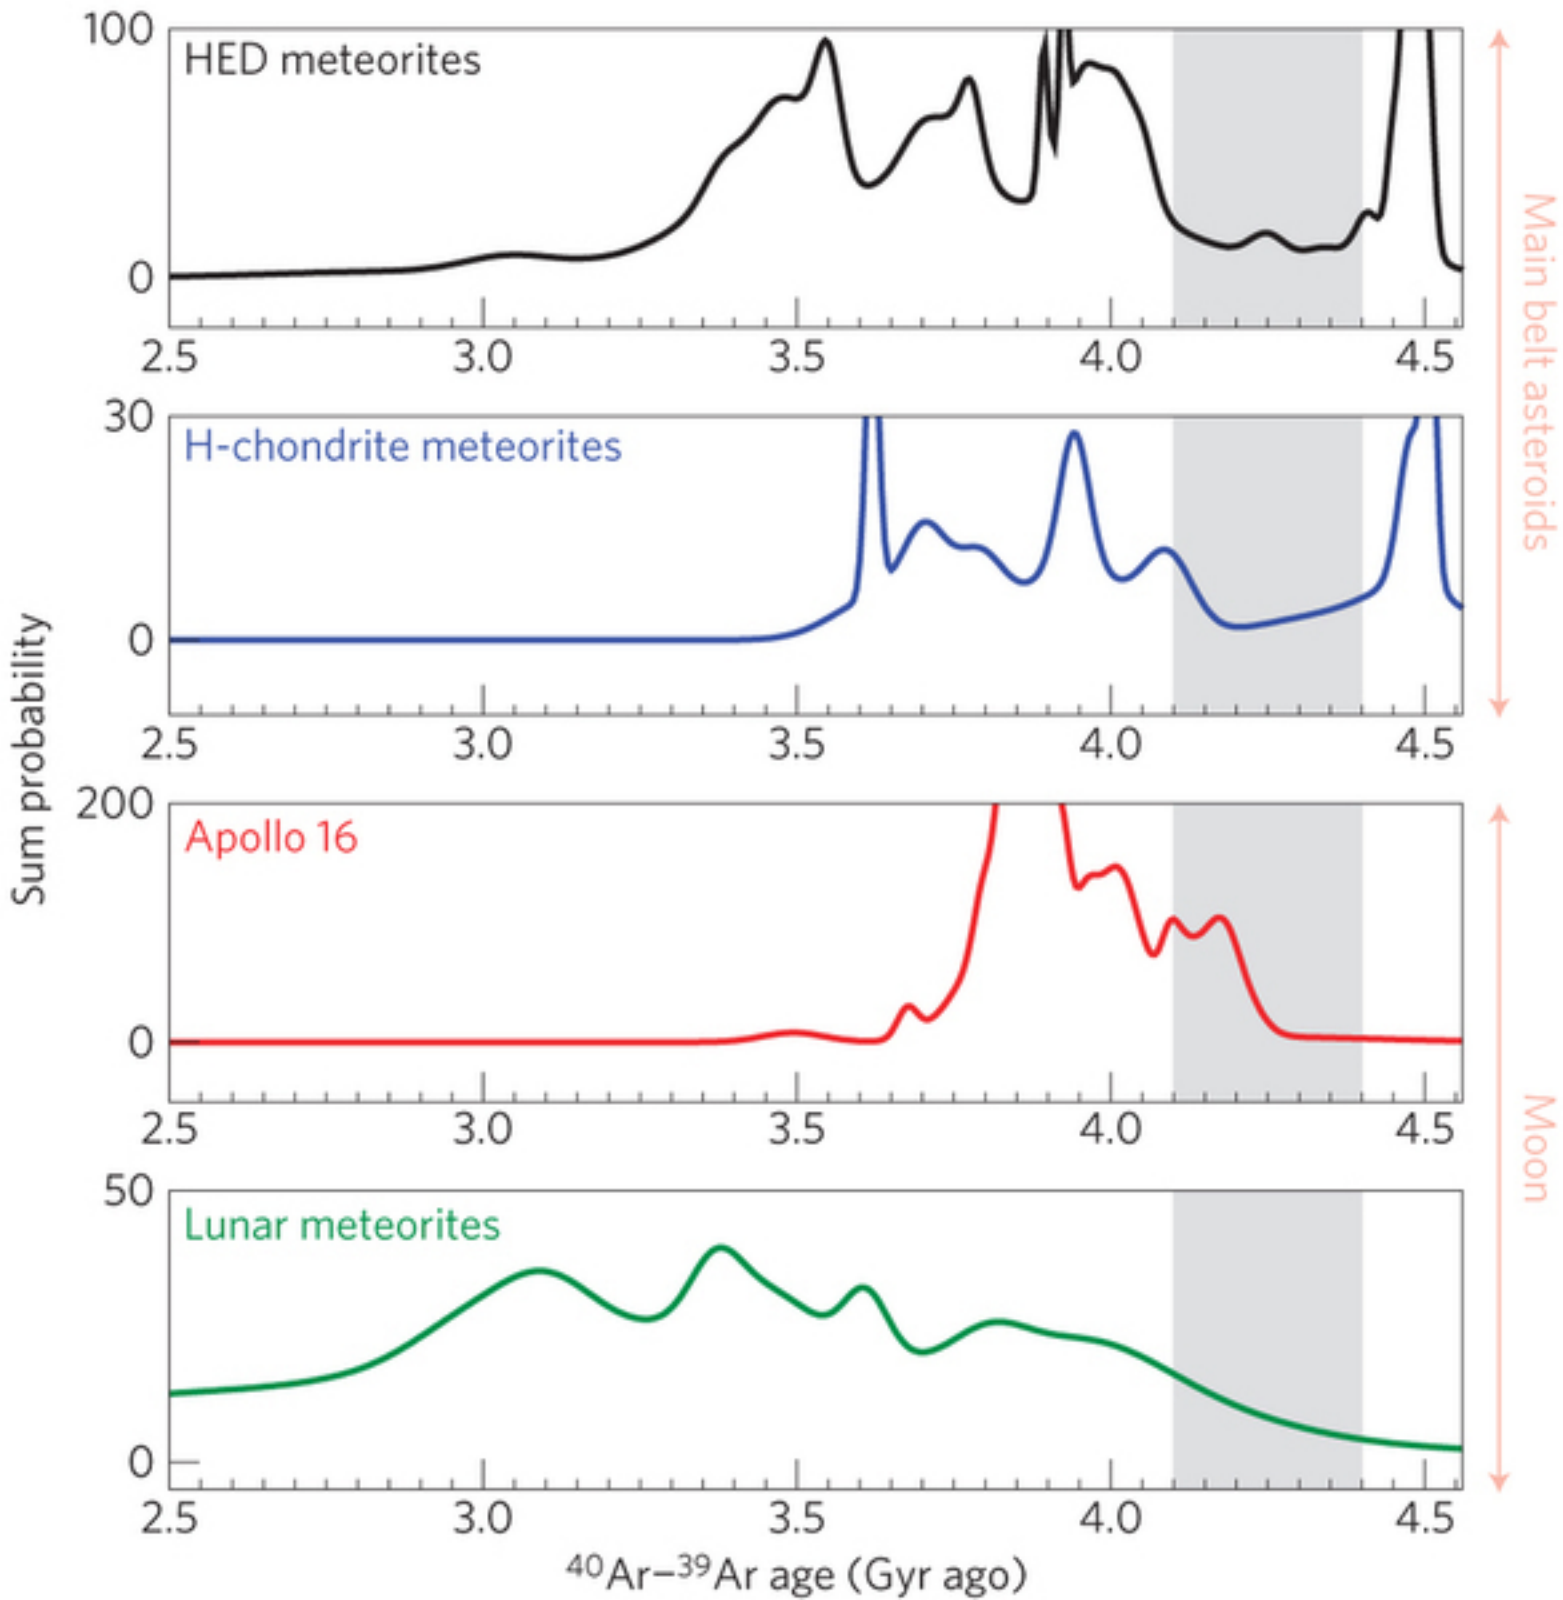 100
HED meteorites
0
2.5 3.0 3.5 4.0 4.5
30
H-chondrite meteorites
0
2.5 3.0 3.5 4.0 4.5
Main belt asteroids
Sum probability
200
Apollo 16
0
2.5 3.0 3.5 4.0 4.5
50
Lunar meteorites
0
2.5 3.0 3.5 4.0 4.5
Moon
⁴⁰Ar–³⁹Ar age (Gyr ago)